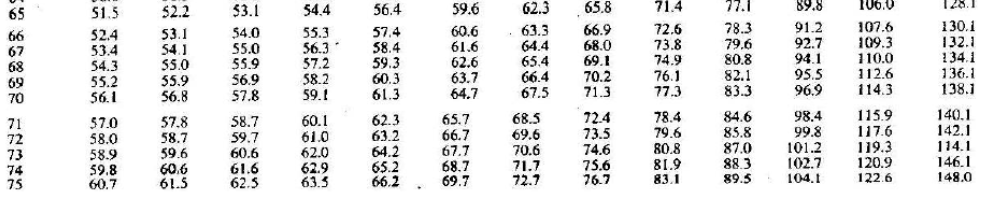 65 51.5 52.2 53.1 54.4 56.4 59.6 62.3 65.8 71.4 77.1 89.8 106.0 128.1
66 52.4 53.1 54.0 55.3 57.4 60.6 63.3 66.9 72.6 78.3 91.2 107.6 130.1
67 53.4 54.1 55.0 56.3 58.4 61.6 64.4 68.0 73.8 79.6 92.7 109.3 132.1
68 54.3 55.0 55.9 57.2 59.3 62.6 65.4 69.1 74.9 80.8 94.1 110.0 134.1
69 55.2 55.9 56.9 58.2 60.3 63.7 66.4 70.2 76.1 82.1 95.5 112.6 136.1
70 56.1 56.8 57.8 59.1 61.3 64.7 67.5 71.3 77.3 83.3 96.9 114.3 138.1
71 57.0 57.8 58.7 60.1 62.3 65.7 68.5 72.4 78.4 84.6 98.4 115.9 140.1
72 58.0 58.7 59.7 61.0 63.2 66.7 69.6 73.5 79.6 85.8 99.8 117.6 142.1
73 58.9 59.6 60.6 62.0 64.2 67.7 70.6 74.6 80.8 87.0 101.2 119.3 114.1
74 59.8 60.6 61.6 62.9 65.2 68.7 71.7 75.6 81.9 88.3 102.7 120.9 146.1
75 60.7 61.5 62.5 63.5 66.2 69.7 72.7 76.7 83.1 89.5 104.1 122.6 148.0